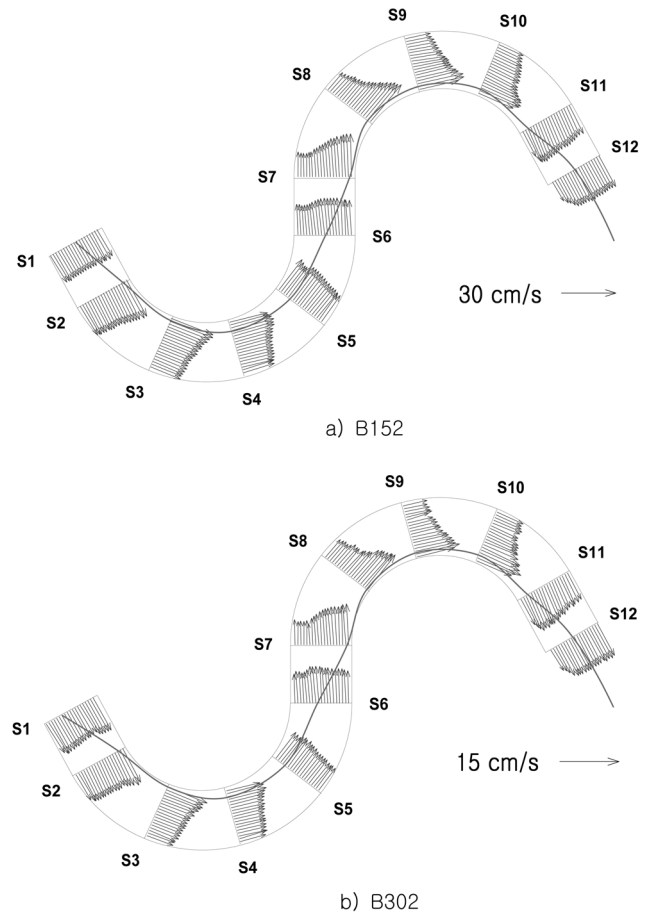 S9
S10
S8
S11
S12
S7
S6
S1
S2
S5
S3
S4
30 cm/s
a) B152
S9
S10
S8
S11
S12
S7
S6
S1
S2
S5
S3
S4
15 cm/s
b) B302